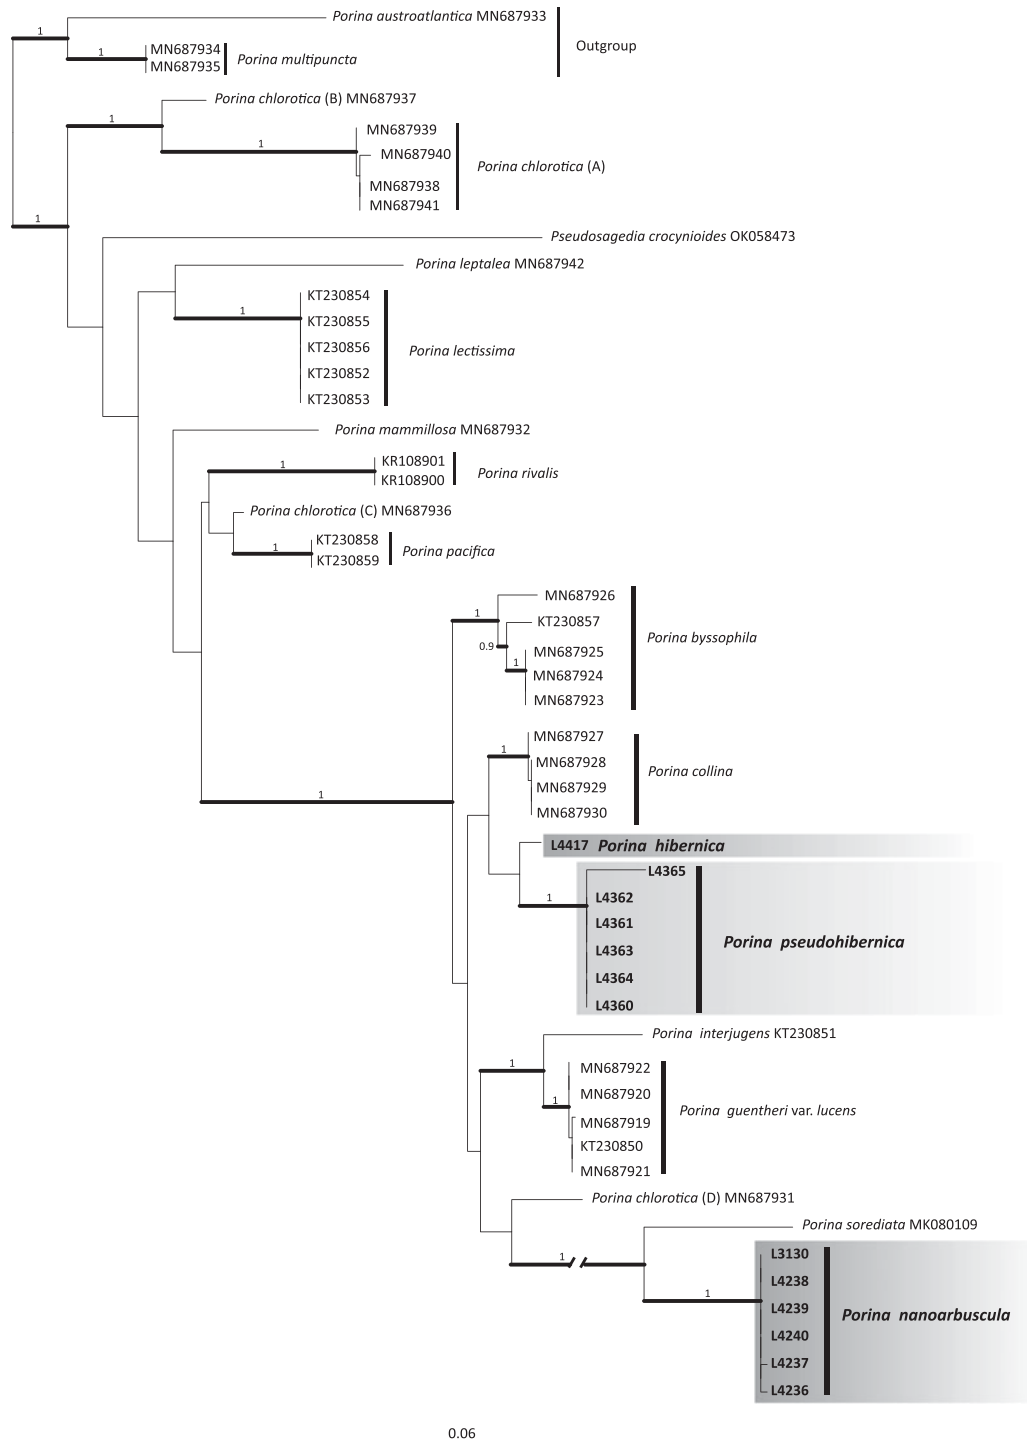 Porina austroatlantica MN687933
1
1
MN687934
MN687935
Porina multipuncta
Outgroup
Porina chlorotica (B) MN687937
1
1
MN687939
MN687940
MN687938
MN687941
Porina chlorotica (A)
1
Pseudosagedia crocynioides OK058473
Porina leptalea MN687942
1
KT230854
KT230855
KT230856
KT230852
KT230853
Porina lectissima
Porina mammillosa MN687932
1
KR108901
KR108900
Porina rivalis
Porina chlorotica (C) MN687936
1
KT230858
KT230859
Porina pacifica
1
MN687926
KT230857
0.9
1
MN687925
MN687924
MN687923
Porina byssophila
1
MN687927
MN687928
MN687929
MN687930
Porina collina
1
L4417 Porina hibernica
1
L4365
L4362
L4361
L4363
L4364
L4360
Porina pseudohibernica
Porina interjugens KT230851
1
1
MN687922
MN687920
MN687919
KT230850
MN687921
Porina guentheri var. lucens
Porina chlorotica (D) MN687931
Porina sorediata MK080109
1
1
L3130
L4238
L4239
L4240
L4237
L4236
Porina nanoarbuscula
0.06